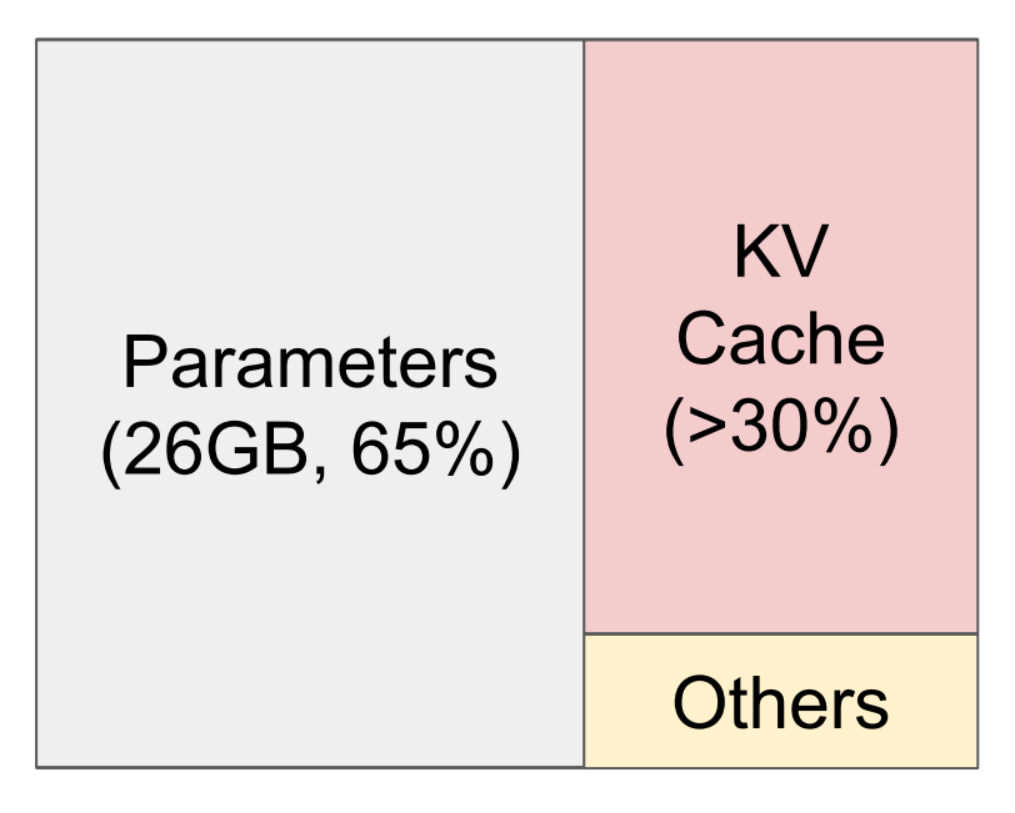 Parameters
(26GB, 65%)
KV
Cache
(>30%)
Others